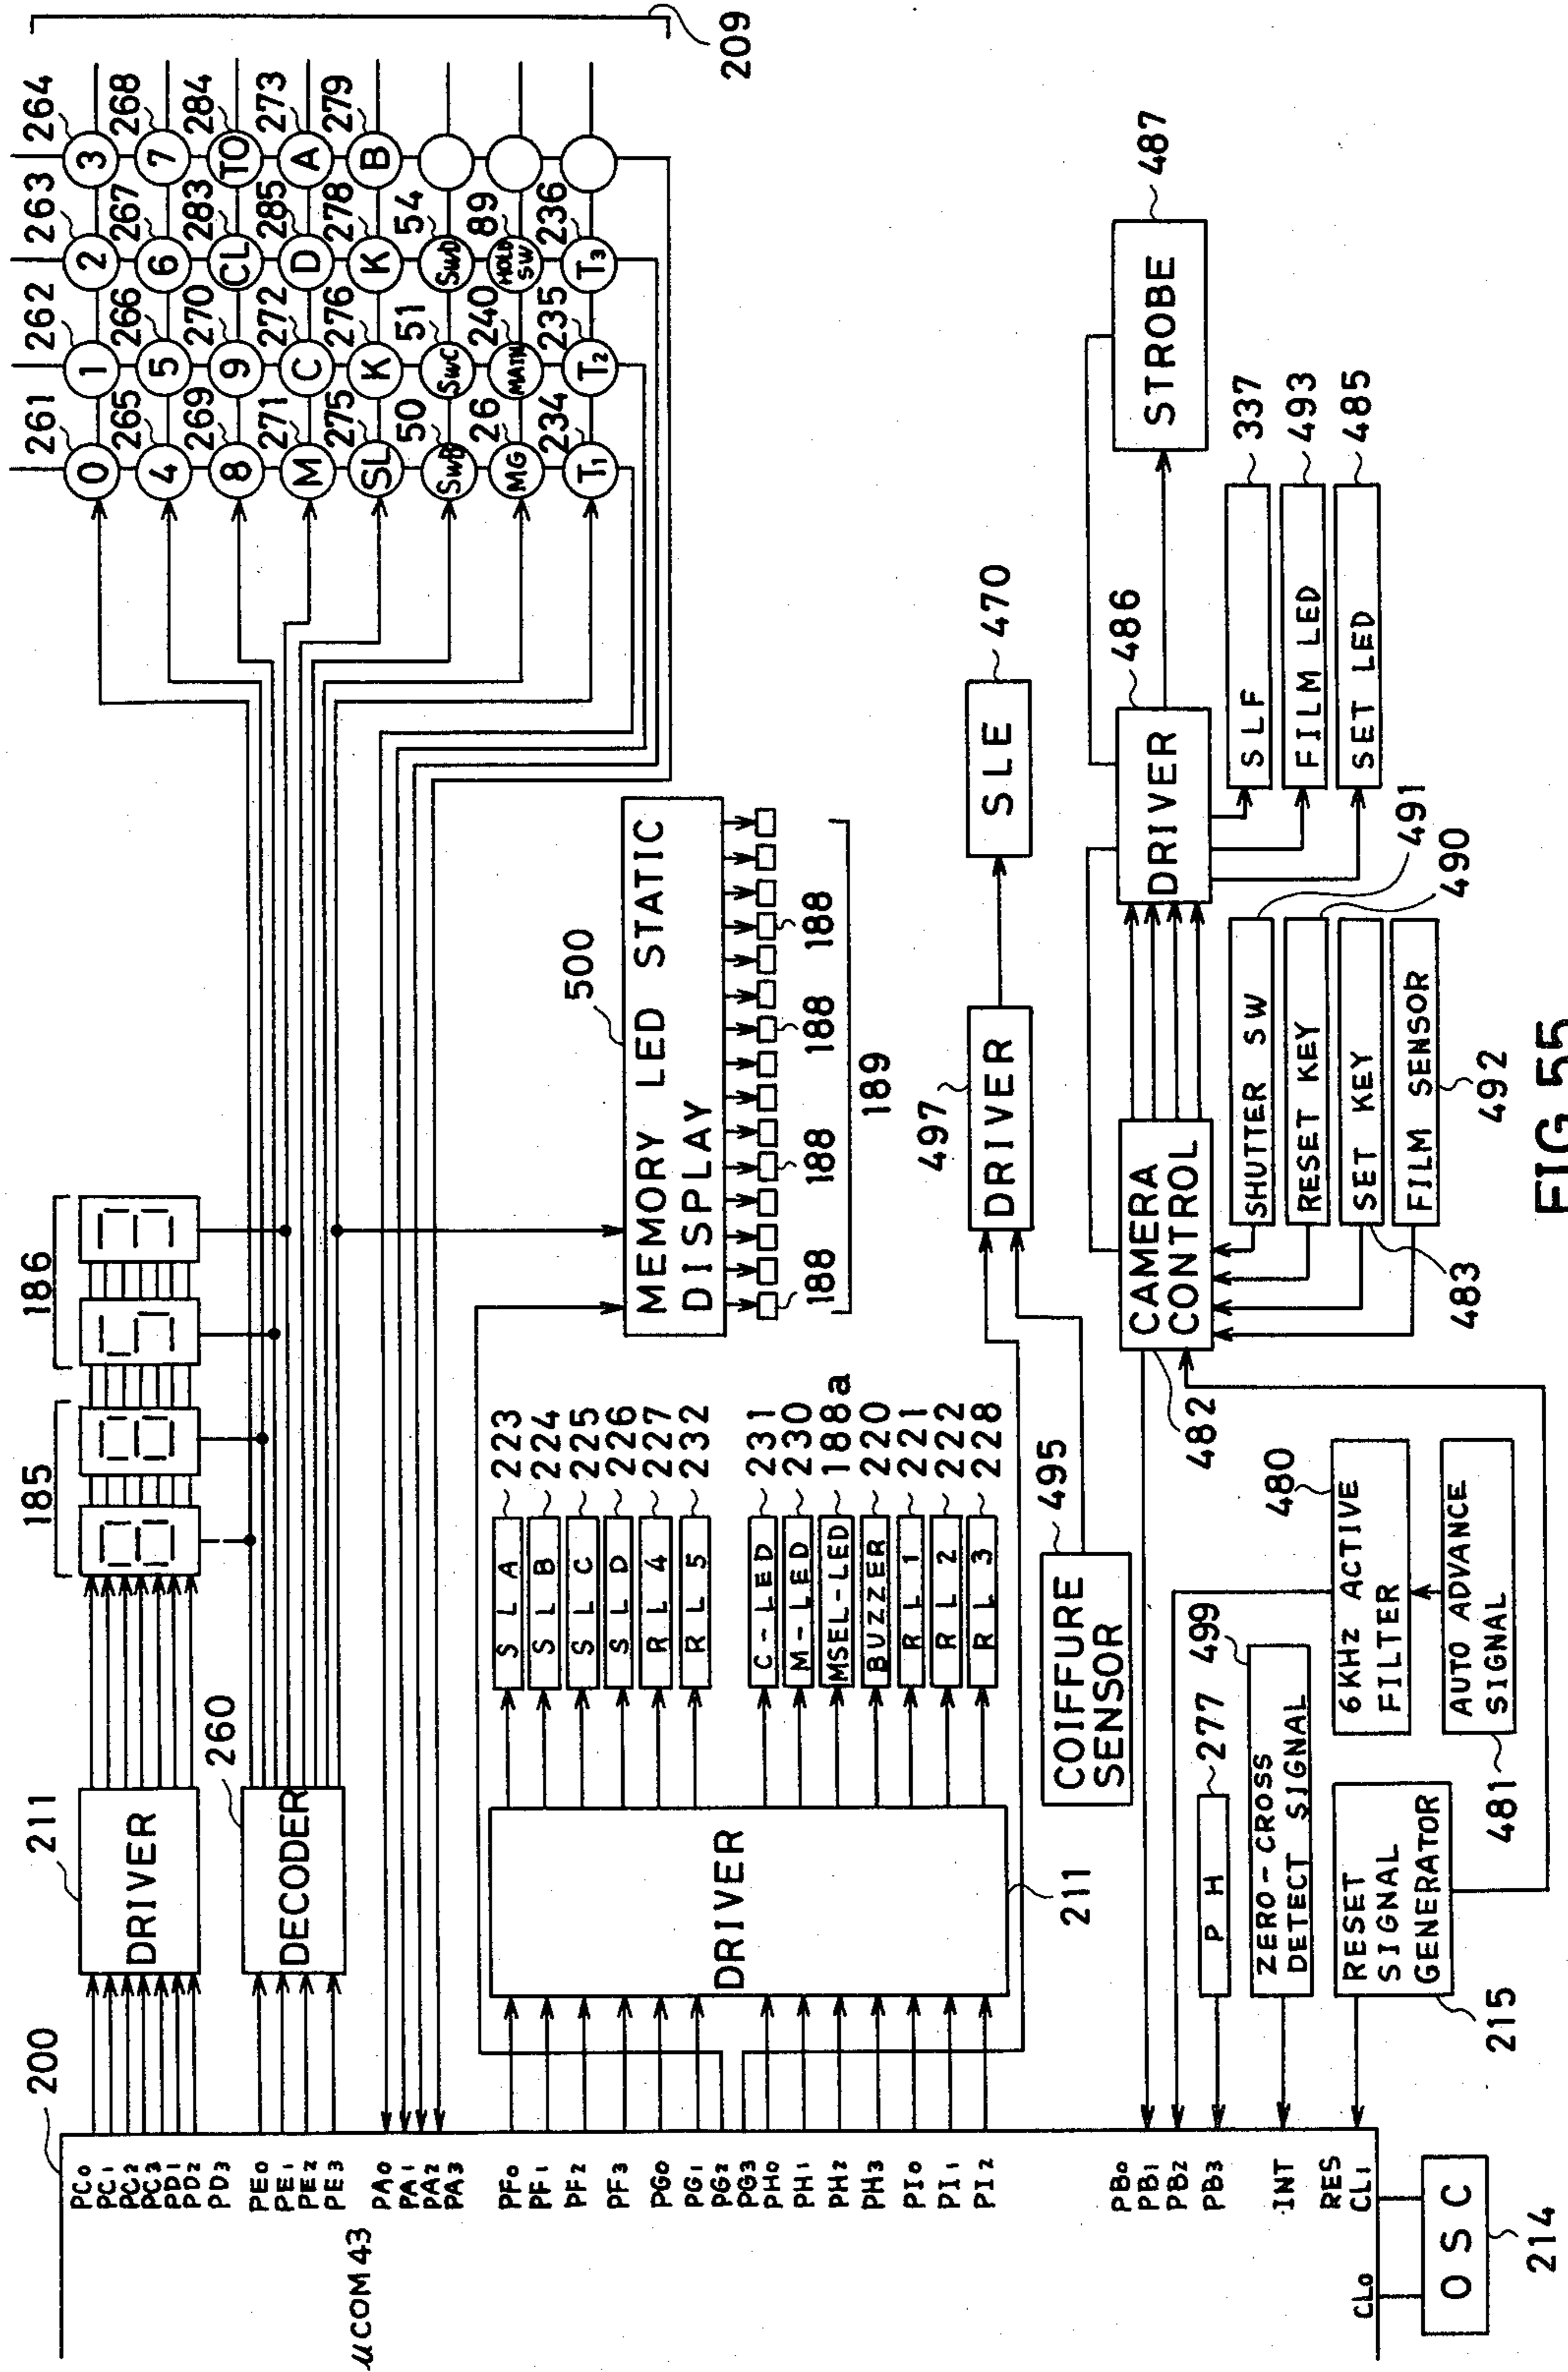 200
μCOM43
PC0
PC1
PC2
PC3
PD1
PD2
PD3
PE0
PE1
PE2
PE3
PA0
PA1
PA2
PA3
PF0
PF1
PF2
PF3
PG0
PG1
PG2
PG3
PH0
PH1
PH2
PH3
PI0
PI1
PI2
PB0
PB1
PB2
PB3
INT
RES
CL1
CL0
OSC
214
211
DRIVER
260
DECODER
185
186
261
262
263
264
0
1
2
3
265
266
267
268
4
5
6
7
269
270
283
284
8
9
CL
TO
271
272
285
273
M
C
D
A
275
276
278
279
SL
K
K
B
50
51
54
SWB
SWC
SWD
26
240
89
MG
MAIN
HOLD SW
234
235
236
T1
T2
T3
209
DRIVER
211
SLA 223
SLB 224
SLC 225
SLD 226
RL4 227
RL5 232
C-LED 231
M-LED 230
MSEL-LED 188a
BUZZER 220
RL1 221
RL2 222
RL3 228
500
MEMORY LED STATIC
DISPLAY
188
188
188
188
189
COIFFURE
SENSOR
495
497
DRIVER
SLE
470
PH
277
ZERO-CROSS
DETECT SIGNAL
499
RESET
SIGNAL
GENERATOR
215
6KHz ACTIVE
FILTER
480
AUTO ADVANCE
SIGNAL
481
CAMERA
CONTROL
482
SHUTTER SW
491
RESET KEY
490
SET KEY
483
FILM SENSOR
492
486
DRIVER
STROBE
487
SLF
337
FILM LED
493
SET LED
485
FIG.55